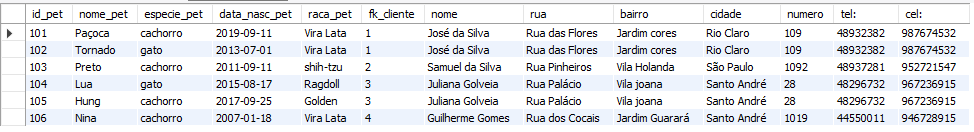 id_pet nome_pet especie_pet data_nasc_pet raca_pet fk_cliente nome rua bairro cidade numero tel: cel:
101 Paçoca cachorro 2019-09-11 Vira Lata 1 José da Silva Rua das Flores Jardim cores Rio Claro 109 48932382 987674532
102 Tornado gato 2013-07-01 Vira Lata 1 José da Silva Rua das Flores Jardim cores Rio Claro 109 48932382 987674532
103 Preto cachorro 2011-09-11 shih-tzu 2 Samuel da Silva Rua Pinheiros Vila Holanda São Paulo 1092 48937281 952721547
104 Lua gato 2015-08-17 Ragdoll 3 Juliana Golveia Rua Palácio Vila joana Santo André 28 48296732 967236915
105 Hung cachorro 2017-09-25 Golden 3 Juliana Golveia Rua Palácio Vila joana Santo André 28 48296732 967236915
106 Nina cachorro 2007-01-18 Vira Lata 4 Guilherme Gomes Rua dos Cocais Jardim Guarará Santo André 1019 44550011 946728915